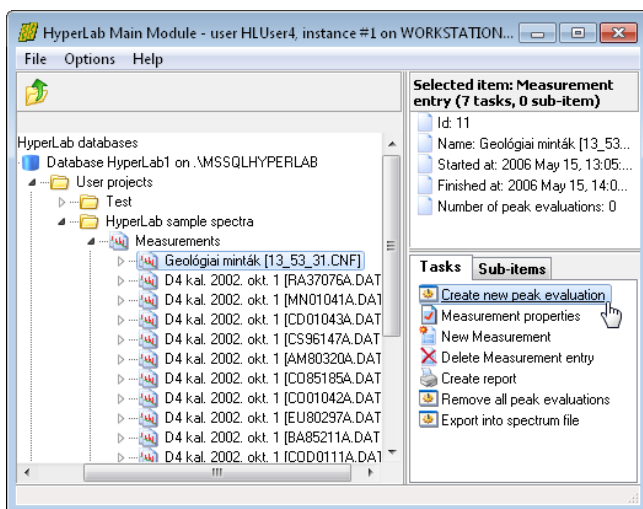 HyperLab Main Module - user HLUser4, instance #1 on WORKSTATION...
File Options Help
HyperLab databases
Database HyperLab1 on .\MSSQLHYPERLAB
User projects
Test
HyperLab sample spectra
Measurements
Geológiai minták [13_53_31.CNF]
D4 kal. 2002. okt. 1 [RA37076A.DAT
D4 kal. 2002. okt. 1 [MN01041A.DAT
D4 kal. 2002. okt. 1 [CD01043A.DAT
D4 kal. 2002. okt. 1 [CS96147A.DAT
D4 kal. 2002. okt. 1 [AM80320A.DAT
D4 kal. 2002. okt. 1 [CO85185A.DAT
D4 kal. 2002. okt. 1 [CO01042A.DAT
D4 kal. 2002. okt. 1 [EU80297A.DAT
D4 kal. 2002. okt. 1 [BA85211A.DAT
D4 kal. 2002. okt. 1 [COD0111A.DAT
Selected item: Measurement
entry (7 tasks, 0 sub-item)
Id: 11
Name: Geológiai minták [13_53...
Started at: 2006 May 15, 13:05:...
Finished at: 2006 May 15, 14:0...
Number of peak evaluations: 0
Tasks Sub-items
Create new peak evaluation
Measurement properties
New Measurement
Delete Measurement entry
Create report
Remove all peak evaluations
Export into spectrum file